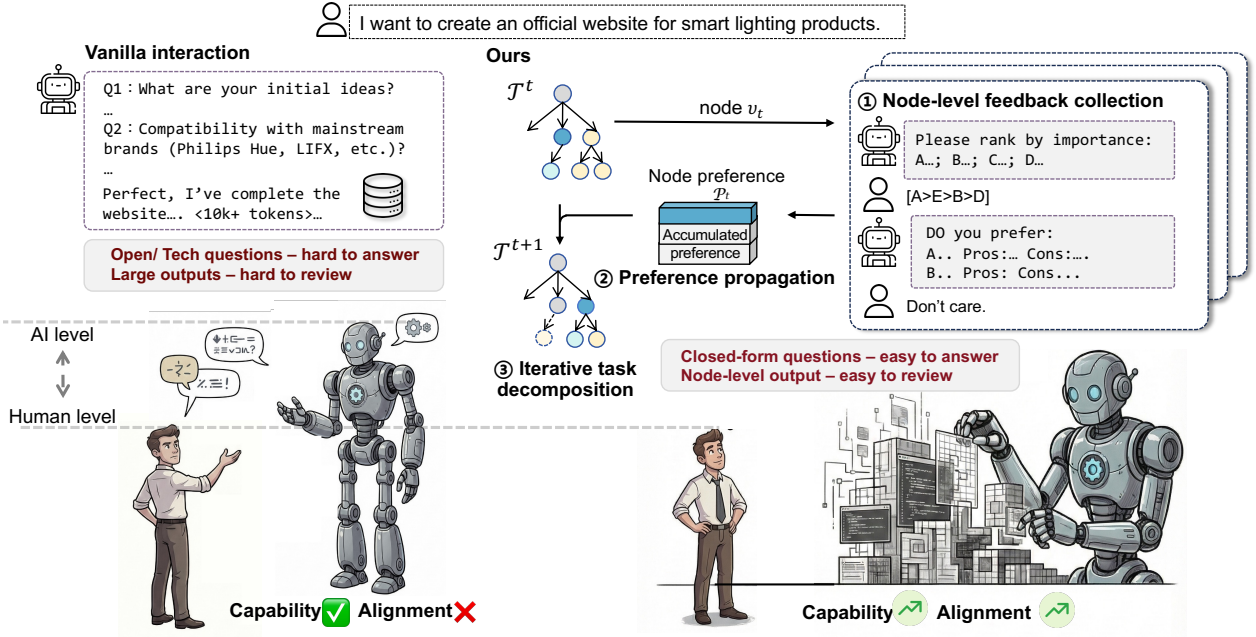 I want to create an official website for smart lighting products.
Vanilla interaction
Q1：What are your initial ideas?
…
Q2：Compatibility with mainstream
brands (Philips Hue, LIFX, etc.)?
…
Perfect, I’ve complete the
website…. <10k+ tokens>…
Open/ Tech questions – hard to answer
Large outputs – hard to review
AI level
Human level
Capability ✅ Alignment ❌
Ours
𝒯ᵗ
node 𝑣ₜ
① Node-level feedback collection
Please rank by importance:
A…; B…; C…; D…
[A>E>B>D]
DO you prefer:
A.. Pros:… Cons:….
B.. Pros: Cons...
Don’t care.
Node preference
𝒫ₜ
Accumulated
preference
② Preference propagation
𝒯ᵗ⁺¹
③ Iterative task
decomposition
Closed-form questions – easy to answer
Node-level output – easy to review
Capability Alignment